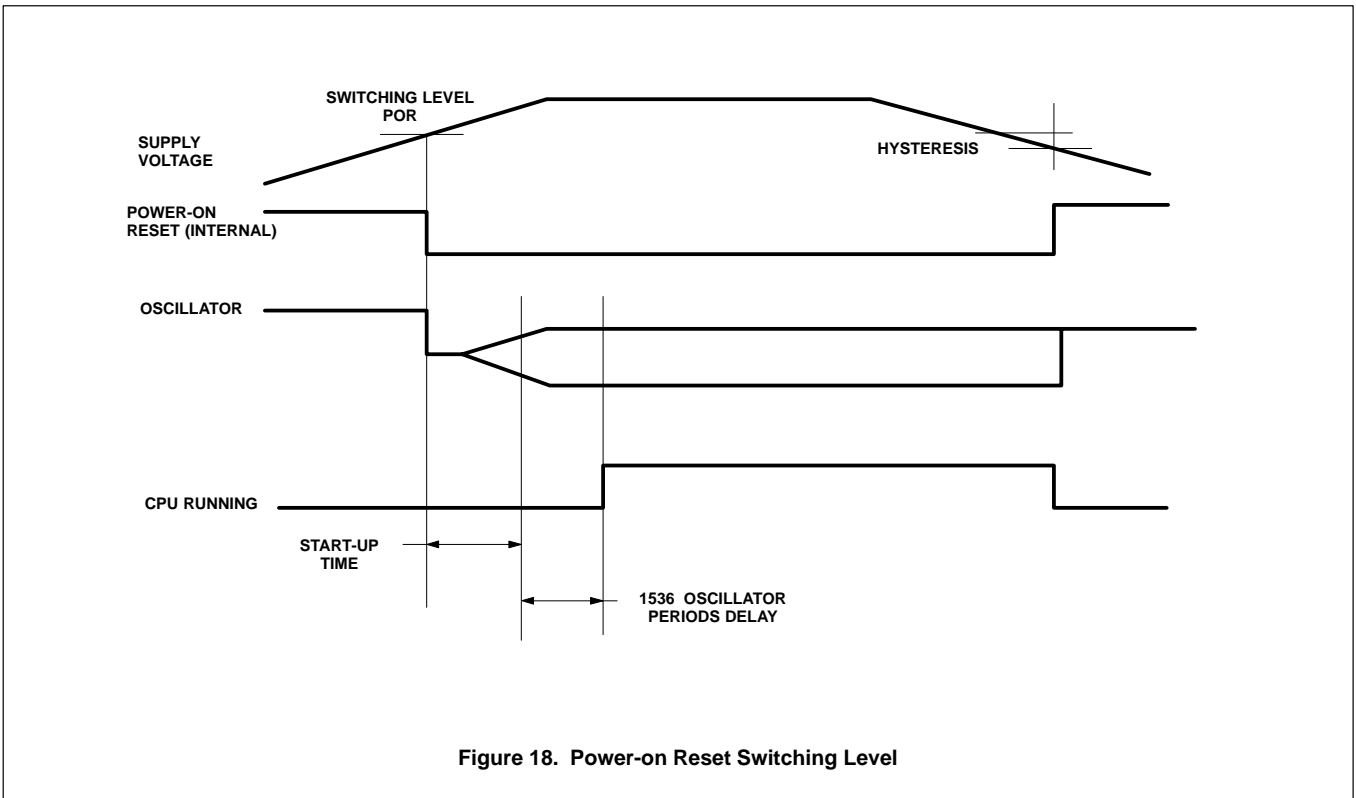 SWITCHING LEVEL
POR
SUPPLY
VOLTAGE
HYSTERESIS
POWER-ON
RESET (INTERNAL)
OSCILLATOR
CPU RUNNING
START-UP
TIME
1536 OSCILLATOR
PERIODS DELAY
Figure 18. Power-on Reset Switching Level